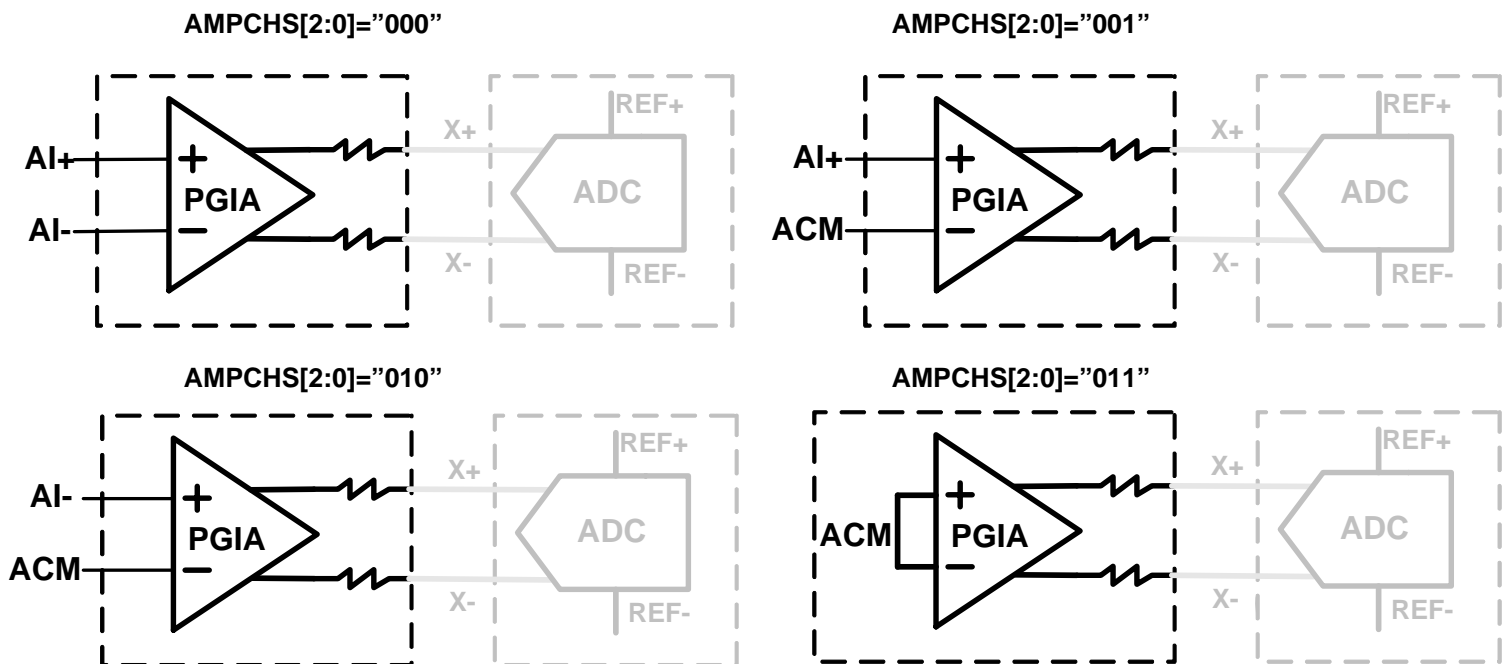 AMPCHS[2:0]=”000”
AI+
AI-
+
PGIA
−
X+
X-
REF+
ADC
REF-
AMPCHS[2:0]=”001”
AI+
ACM
+
PGIA
−
X+
X-
REF+
ADC
REF-
AMPCHS[2:0]=”010”
AI-
ACM
+
PGIA
−
X+
X-
REF+
ADC
REF-
AMPCHS[2:0]=”011”
ACM
+
PGIA
−
X+
X-
REF+
ADC
REF-